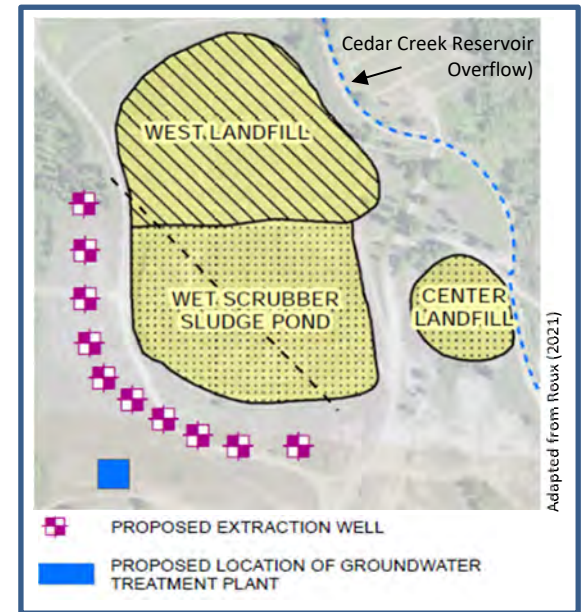 Cedar Creek Reservoir
Overflow)
WEST LANDFILL
WET SCRUBBER
SLUDGE POND
CENTER
LANDFILL
Adapted from Roux (2021)
PROPOSED EXTRACTION WELL
PROPOSED LOCATION OF GROUNDWATER
TREATMENT PLANT